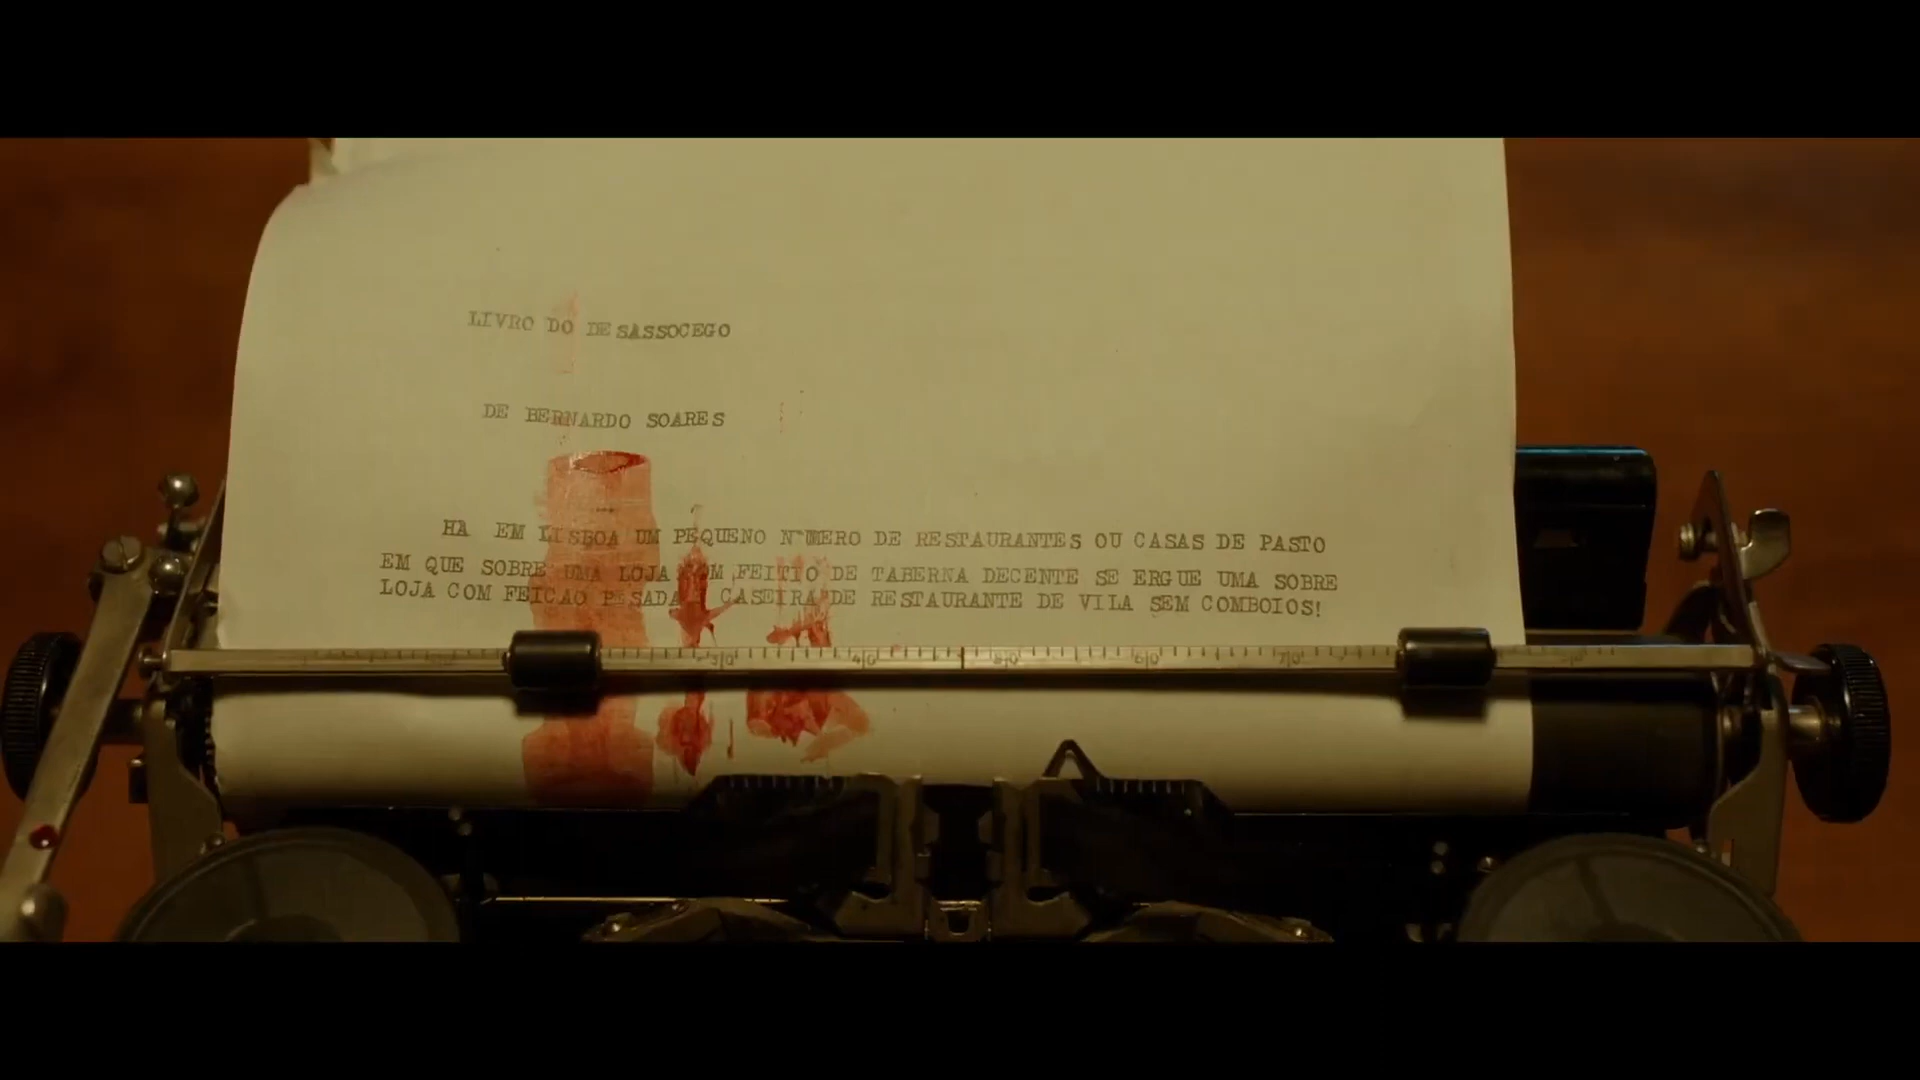 LIVRO DO DESASSOCEGO
DE BERNARDO SOARES
HA EM LISBOA UM PEQUENO N'UMERO DE RESTAURANTES OU CASAS DE PASTO
EM QUE SOBRE UMA LOJA COM FEITIO DE TABERNA DECENTE SE ERGUE UMA SOBRE
LOJA COM FEICAO PESADA E CASEIRA DE RESTAURANTE DE VILA SEM COMBOIOS!